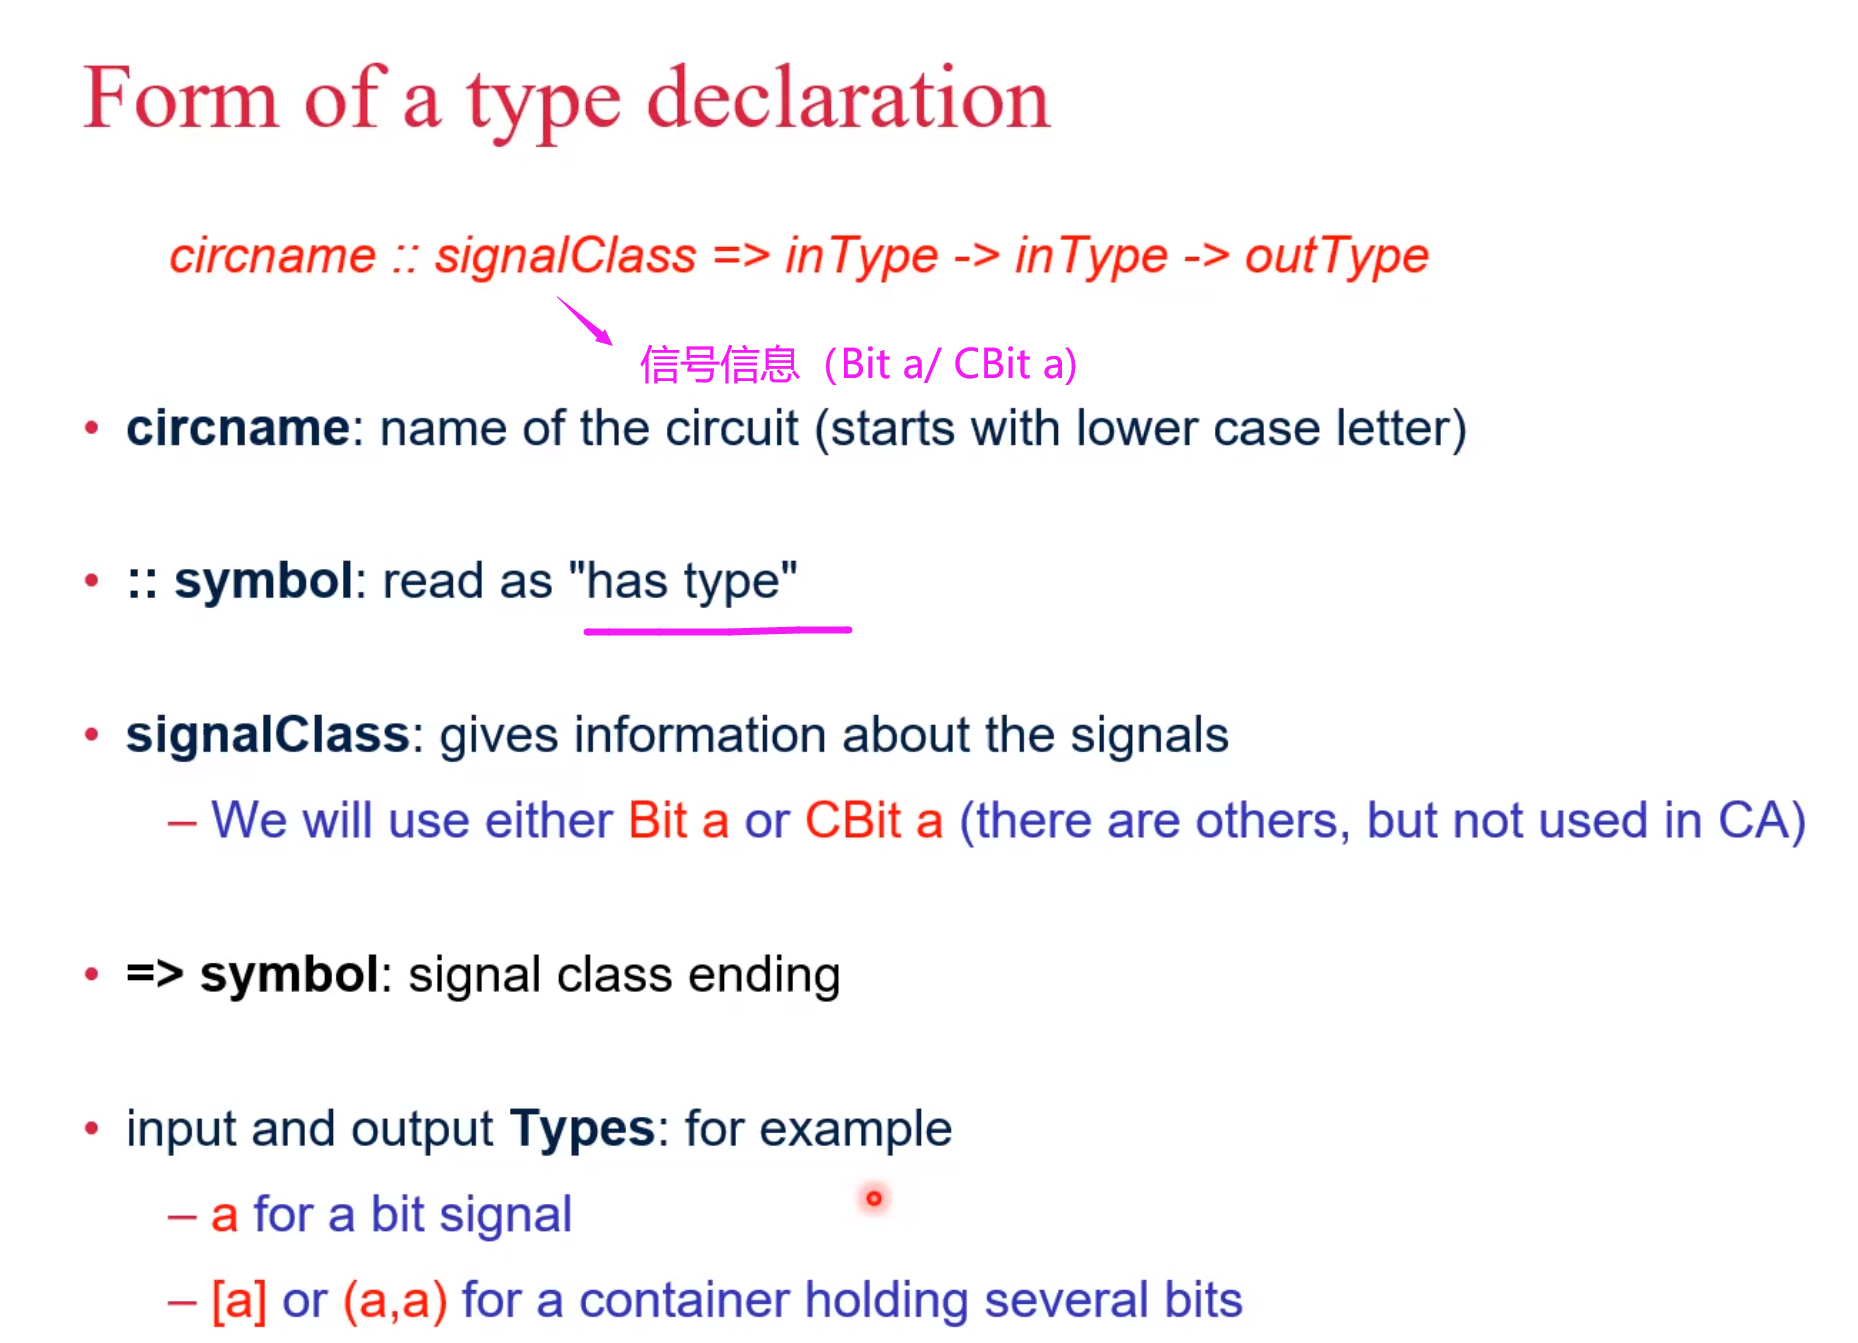 Form of a type declaration
circname :: signalClass => inType -> inType -> outType
信号信息（Bit a/ CBit a)
• circname: name of the circuit (starts with lower case letter)
• :: symbol: read as "has type"
• signalClass: gives information about the signals
– We will use either Bit a or CBit a (there are others, but not used in CA)
• => symbol: signal class ending
• input and output Types: for example
– a for a bit signal
– [a] or (a,a) for a container holding several bits